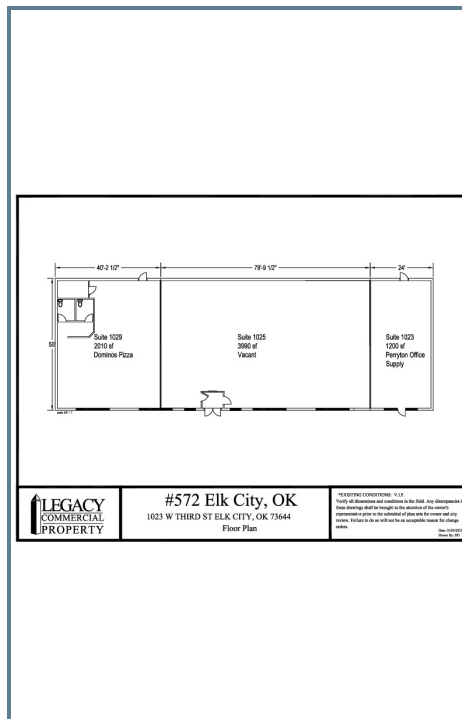 40'-2 1/2"
79'-9 1/2"
24'
50'
Suite 1029
2010 sf
Dominos Pizza
Suite 1025
3990 sf
Vacant
Suite 1023
1200 sf
Perryton Office
Supply
LEGACY
COMMERCIAL
PROPERTY
#572 Elk City, OK
1023 W THIRD ST ELK CITY, OK 73644
Floor Plan
*EXISTING CONDITIONS: V.I.F.
Verify all dimensions and conditions in the field. Any discrepancies i
these drawings shall be brought to the attention of the owner's
representative prior to the submittal of plan sets for owner and city
review. Failure to do so will not be an acceptable reason for change
orders.
Drawn By: